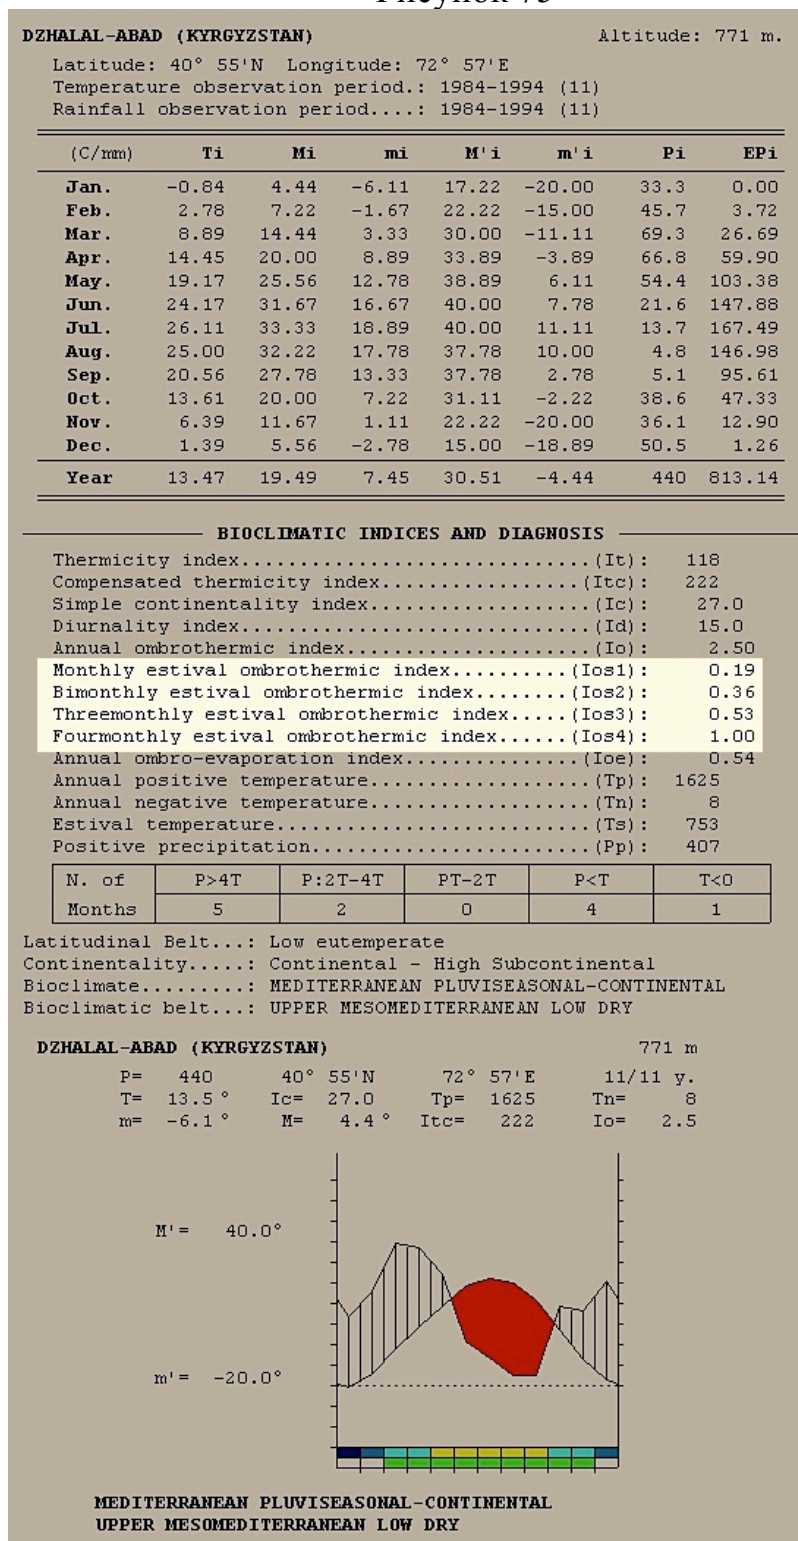 DZHALAL-ABAD (KYRGYZSTAN) Altitude: 771 m.
Latitude: 40° 55'N Longitude: 72° 57'E
Temperature observation period.: 1984-1994 (11)
Rainfall observation period....: 1984-1994 (11)
(C/mm) Ti Mi mi M'i m'i Pi EPi
Jan. -0.84 4.44 -6.11 17.22 -20.00 33.3 0.00
Feb. 2.78 7.22 -1.67 22.22 -15.00 45.7 3.72
Mar. 8.89 14.44 3.33 30.00 -11.11 69.3 26.69
Apr. 14.45 20.00 8.89 33.89 -3.89 66.8 59.90
May. 19.17 25.56 12.78 38.89 6.11 54.4 103.38
Jun. 24.17 31.67 16.67 40.00 7.78 21.6 147.88
Jul. 26.11 33.33 18.89 40.00 11.11 13.7 167.49
Aug. 25.00 32.22 17.78 37.78 10.00 4.8 146.98
Sep. 20.56 27.78 13.33 37.78 2.78 5.1 95.61
Oct. 13.61 20.00 7.22 31.11 -2.22 38.6 47.33
Nov. 6.39 11.67 1.11 22.22 -20.00 36.1 12.90
Dec. 1.39 5.56 -2.78 15.00 -18.89 50.5 1.26
Year 13.47 19.49 7.45 30.51 -4.44 440 813.14
BIOCLIMATIC INDICES AND DIAGNOSIS
Thermicity index................................(It): 118
Compensated thermicity index..................(Itc): 222
Simple continentality index....................(Ic): 27.0
Diurnality index................................(Id): 15.0
Annual ombrothermic index......................(Io): 2.50
Monthly estival ombrothermic index..........(Ios1): 0.19
Bimonthly estival ombrothermic index........(Ios2): 0.36
Threemonthly estival ombrothermic index.....(Ios3): 0.53
Fourmonthly estival ombrothermic index......(Ios4): 1.00
Annual ombro-evaporation index................(Ioe): 0.54
Annual positive temperature....................(Tp): 1625
Annual negative temperature....................(Tn): 8
Estival temperature.............................(Ts): 753
Positive precipitation.........................(Pp): 407
N. of P>4T P:2T-4T PT-2T P<T T<0
Months 5 2 0 4 1
Latitudinal Belt...: Low eutemperate
Continentality.....: Continental - High Subcontinental
Bioclimate.........: MEDITERRANEAN PLUVISEASONAL-CONTINENTAL
Bioclimatic belt...: UPPER MESOMEDITERRANEAN LOW DRY
DZHALAL-ABAD (KYRGYZSTAN) 771 m
P= 440 40° 55'N 72° 57'E 11/11 y.
T= 13.5° Ic= 27.0 Tp= 1625 Tn= 8
m= -6.1° M= 4.4° Itc= 222 Io= 2.5
M'= 40.0°
m'= -20.0°
MEDITERRANEAN PLUVISEASONAL-CONTINENTAL
UPPER MESOMEDITERRANEAN LOW DRY